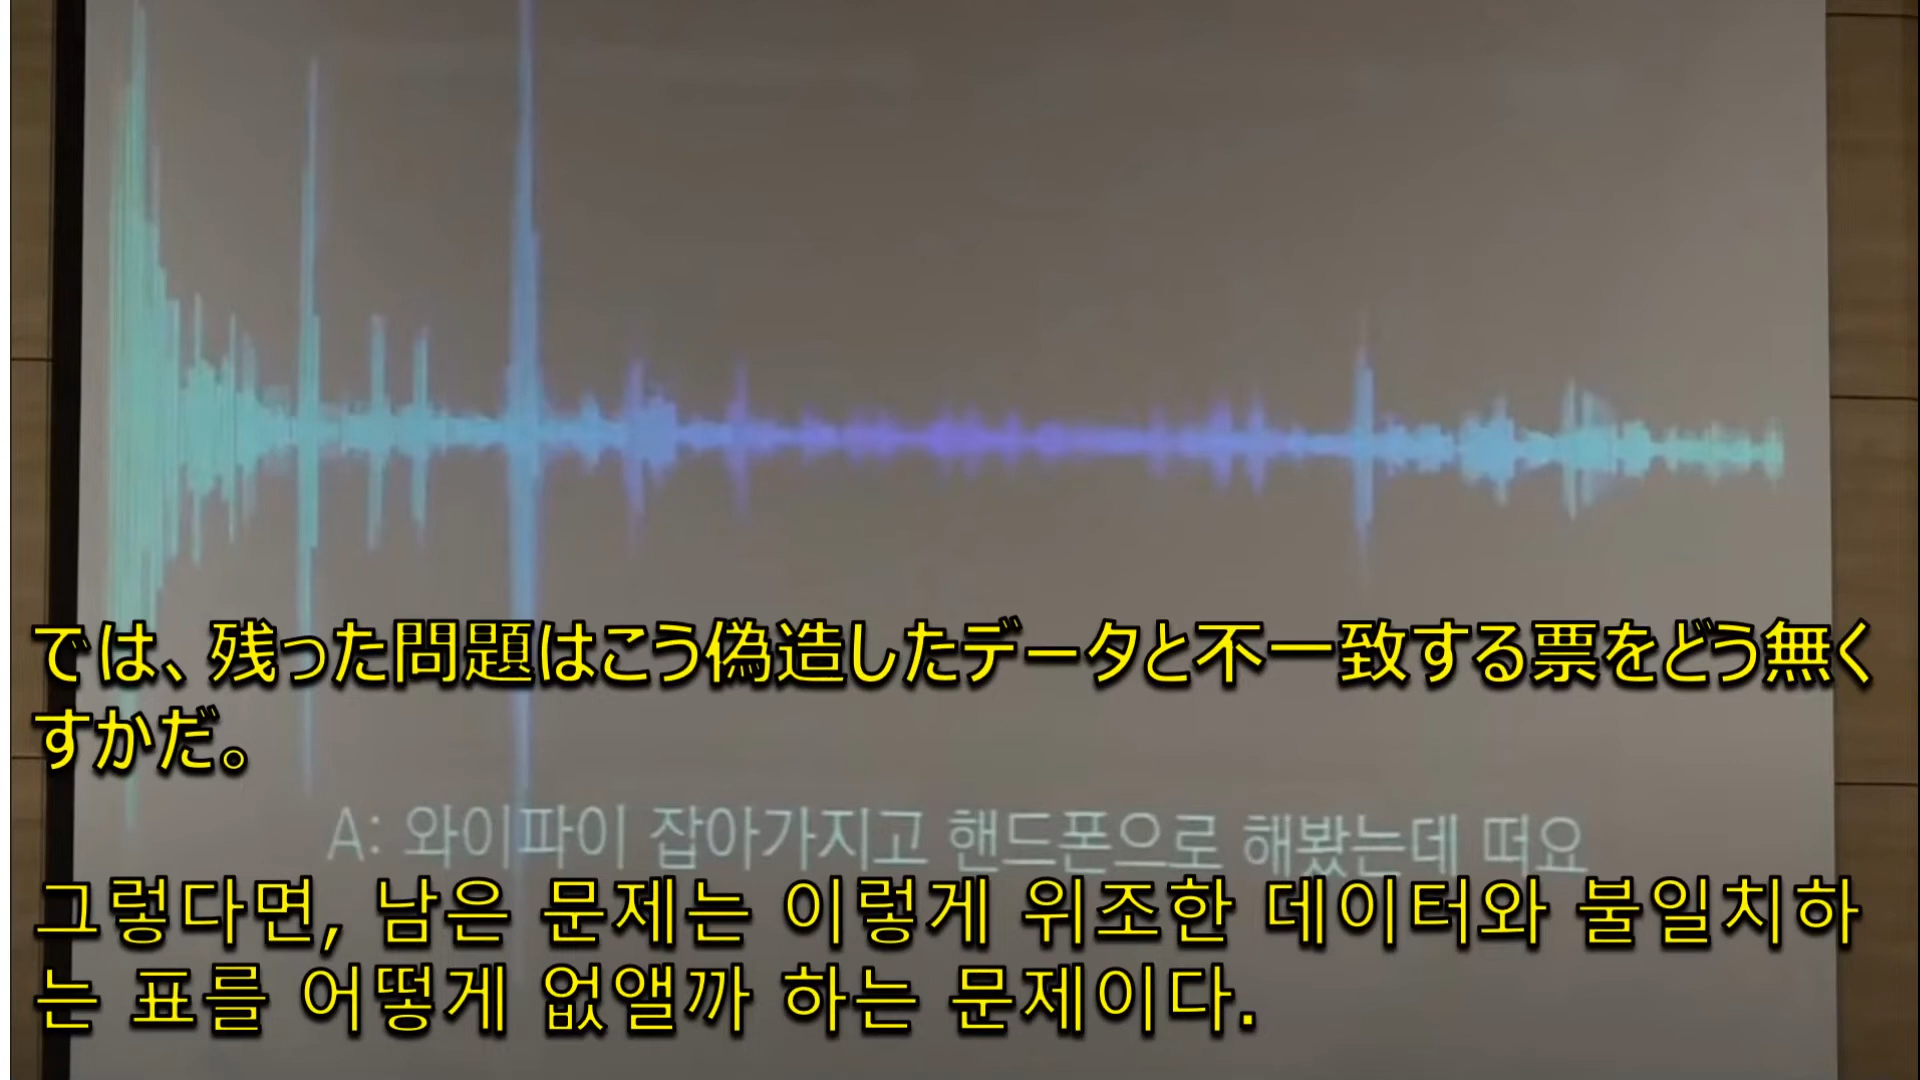 では、残った問題はこう偽造したデータと不一致する票をどう無く
すかだ。
A: 와이파이 잡아가지고 핸드폰으로 해봤는데 떠요
그렇다면, 남은 문제는 이렇게 위조한 데이터와 불일치하
는 표를 어떻게 없앨까 하는 문제이다.